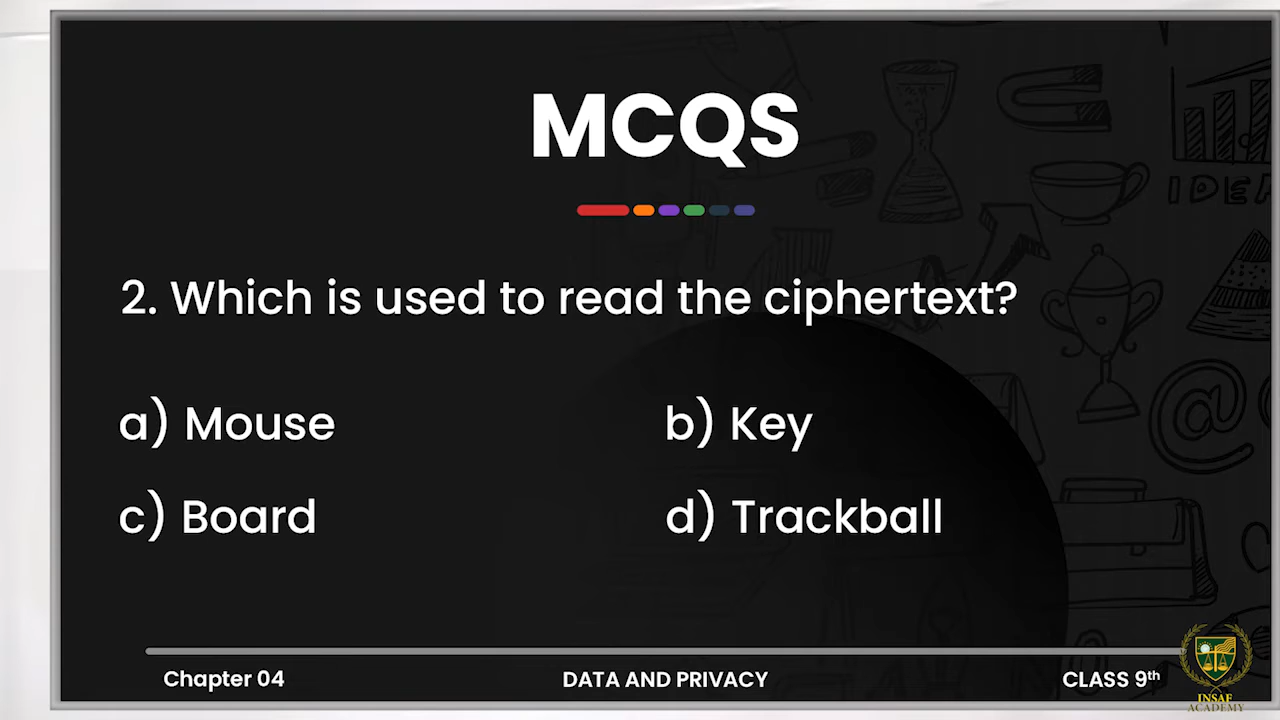 MCQS
2. Which is used to read the ciphertext?
a) Mouse
b) Key
c) Board
d) Trackball
Chapter 04
DATA AND PRIVACY
CLASS 9th
INSAF
ACADEMY